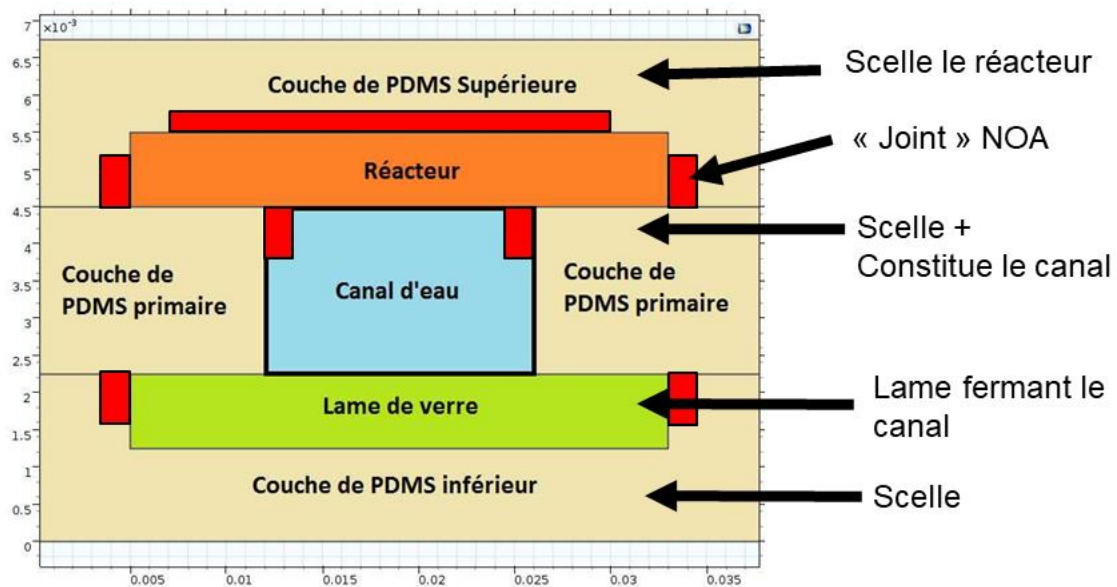 ×10⁻³
7
6.5
6
5.5
5
4.5
4
3.5
3
2.5
2
1.5
1
0.5
0
0.005
0.01
0.015
0.02
0.025
0.03
0.035
Couche de PDMS Supérieure
Réacteur
Couche de
PDMS primaire
Canal d'eau
Couche de
PDMS primaire
Lame de verre
Couche de PDMS inférieur
Scelle le réacteur
« Joint » NOA
Scelle +
Constitue le canal
Lame fermant le
canal
Scelle